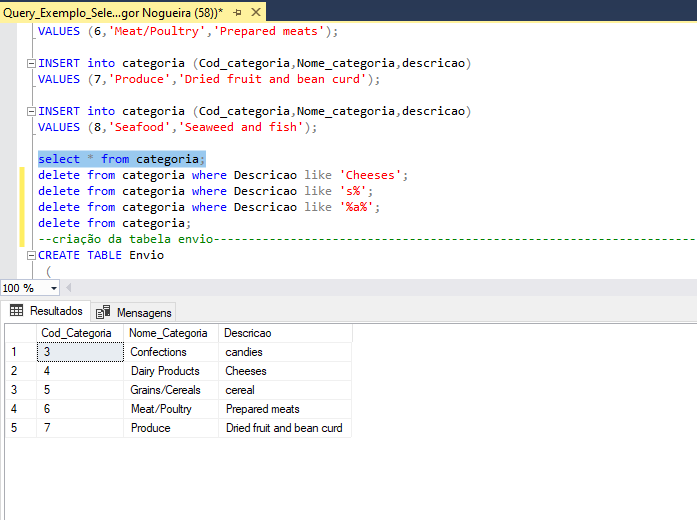 Query_Exemplo_Sele...gor Nogueira (58))*
VALUES (6,'Meat/Poultry','Prepared meats');
INSERT into categoria (Cod_categoria,Nome_categoria,descricao)
VALUES (7,'Produce','Dried fruit and bean curd');
INSERT into categoria (Cod_categoria,Nome_categoria,descricao)
VALUES (8,'Seafood','Seaweed and fish');
select * from categoria;
delete from categoria where Descricao like 'Cheeses';
delete from categoria where Descricao like 's%';
delete from categoria where Descricao like '%a%';
delete from categoria;
--criação da tabela envio------------------------------------------------------------
CREATE TABLE Envio
(
100 %
Resultados Mensagens
Cod_Categoria Nome_Categoria Descricao
1 3 Confections candies
2 4 Dairy Products Cheeses
3 5 Grains/Cereals cereal
4 6 Meat/Poultry Prepared meats
5 7 Produce Dried fruit and bean curd